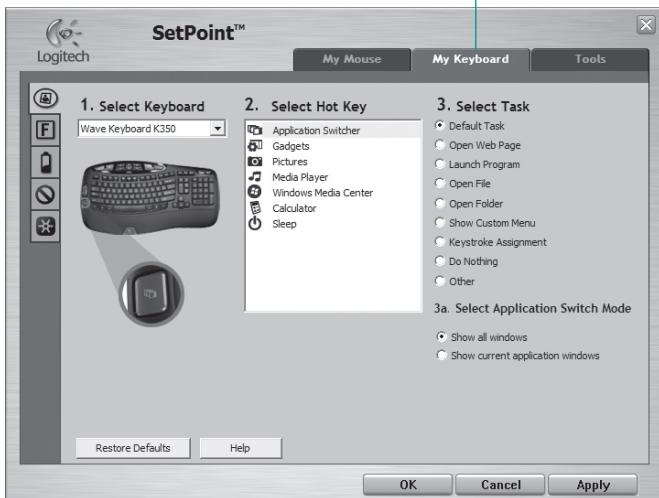 SetPoint™
Logitech
My Mouse
My Keyboard
Tools
1. Select Keyboard
Wave Keyboard K350
2. Select Hot Key
Application Switcher
Gadgets
Pictures
Media Player
Windows Media Center
Calculator
Sleep
3. Select Task
Default Task
Open Web Page
Launch Program
Open File
Open Folder
Show Custom Menu
Keystroke Assignment
Do Nothing
Other
3a. Select Application Switch Mode
Show all windows
Show current application windows
Restore Defaults
Help
OK
Cancel
Apply
F